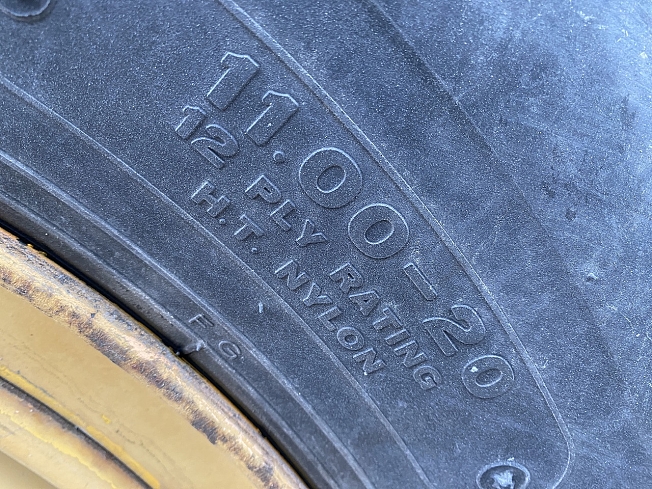 11.00-20
12 PLY RATING
H.T. NYLON
F G